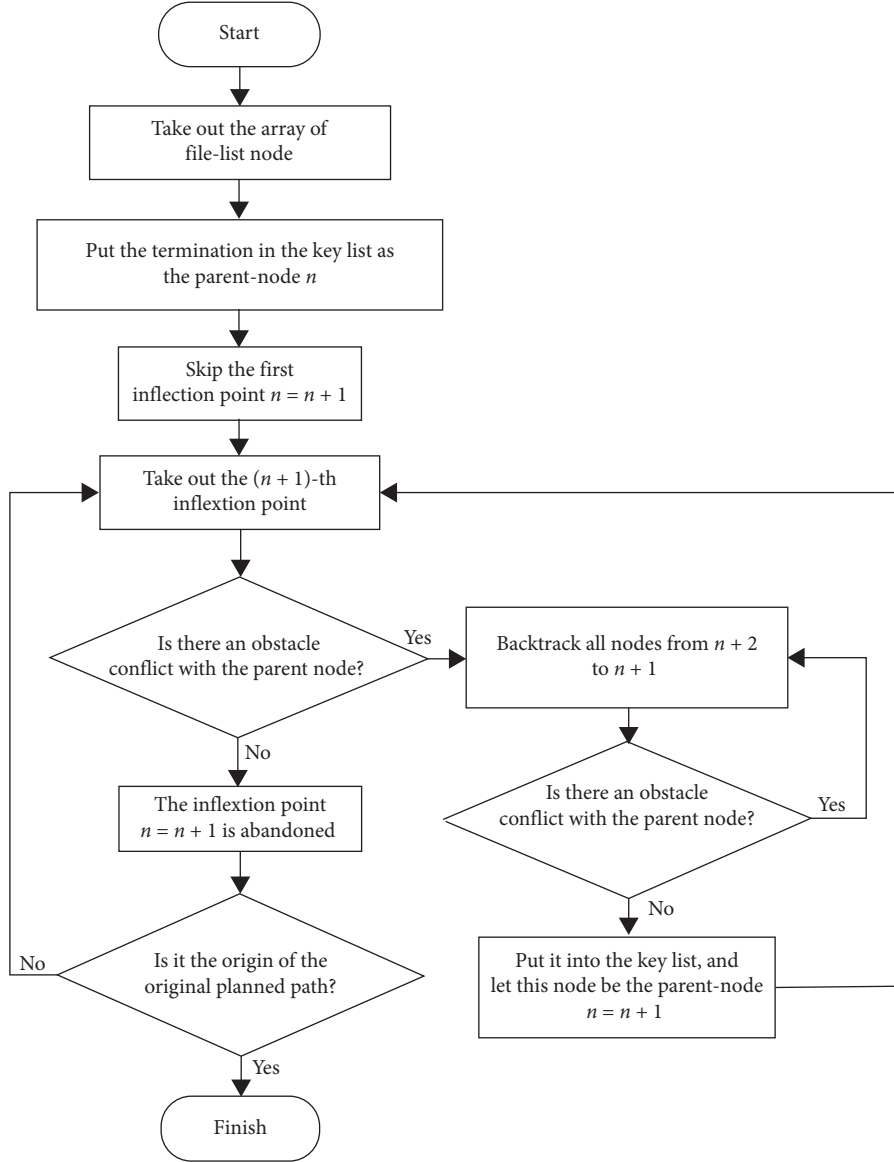 Start
Take out the array of
file-list node
Put the termination in the key list as
the parent-node n
Skip the first
inflection point n = n + 1
Take out the (n + 1)-th
inflextion point
Is there an obstacle
conflict with the parent node?
Yes
Backtrack all nodes from n + 2
to n + 1
No
The inflextion point
n = n + 1 is abandoned
Is there an obstacle
conflict with the parent node?
Yes
No
Is it the origin of the
original planned path?
No
Put it into the key list, and
let this node be the parent-node
n = n + 1
Yes
Finish